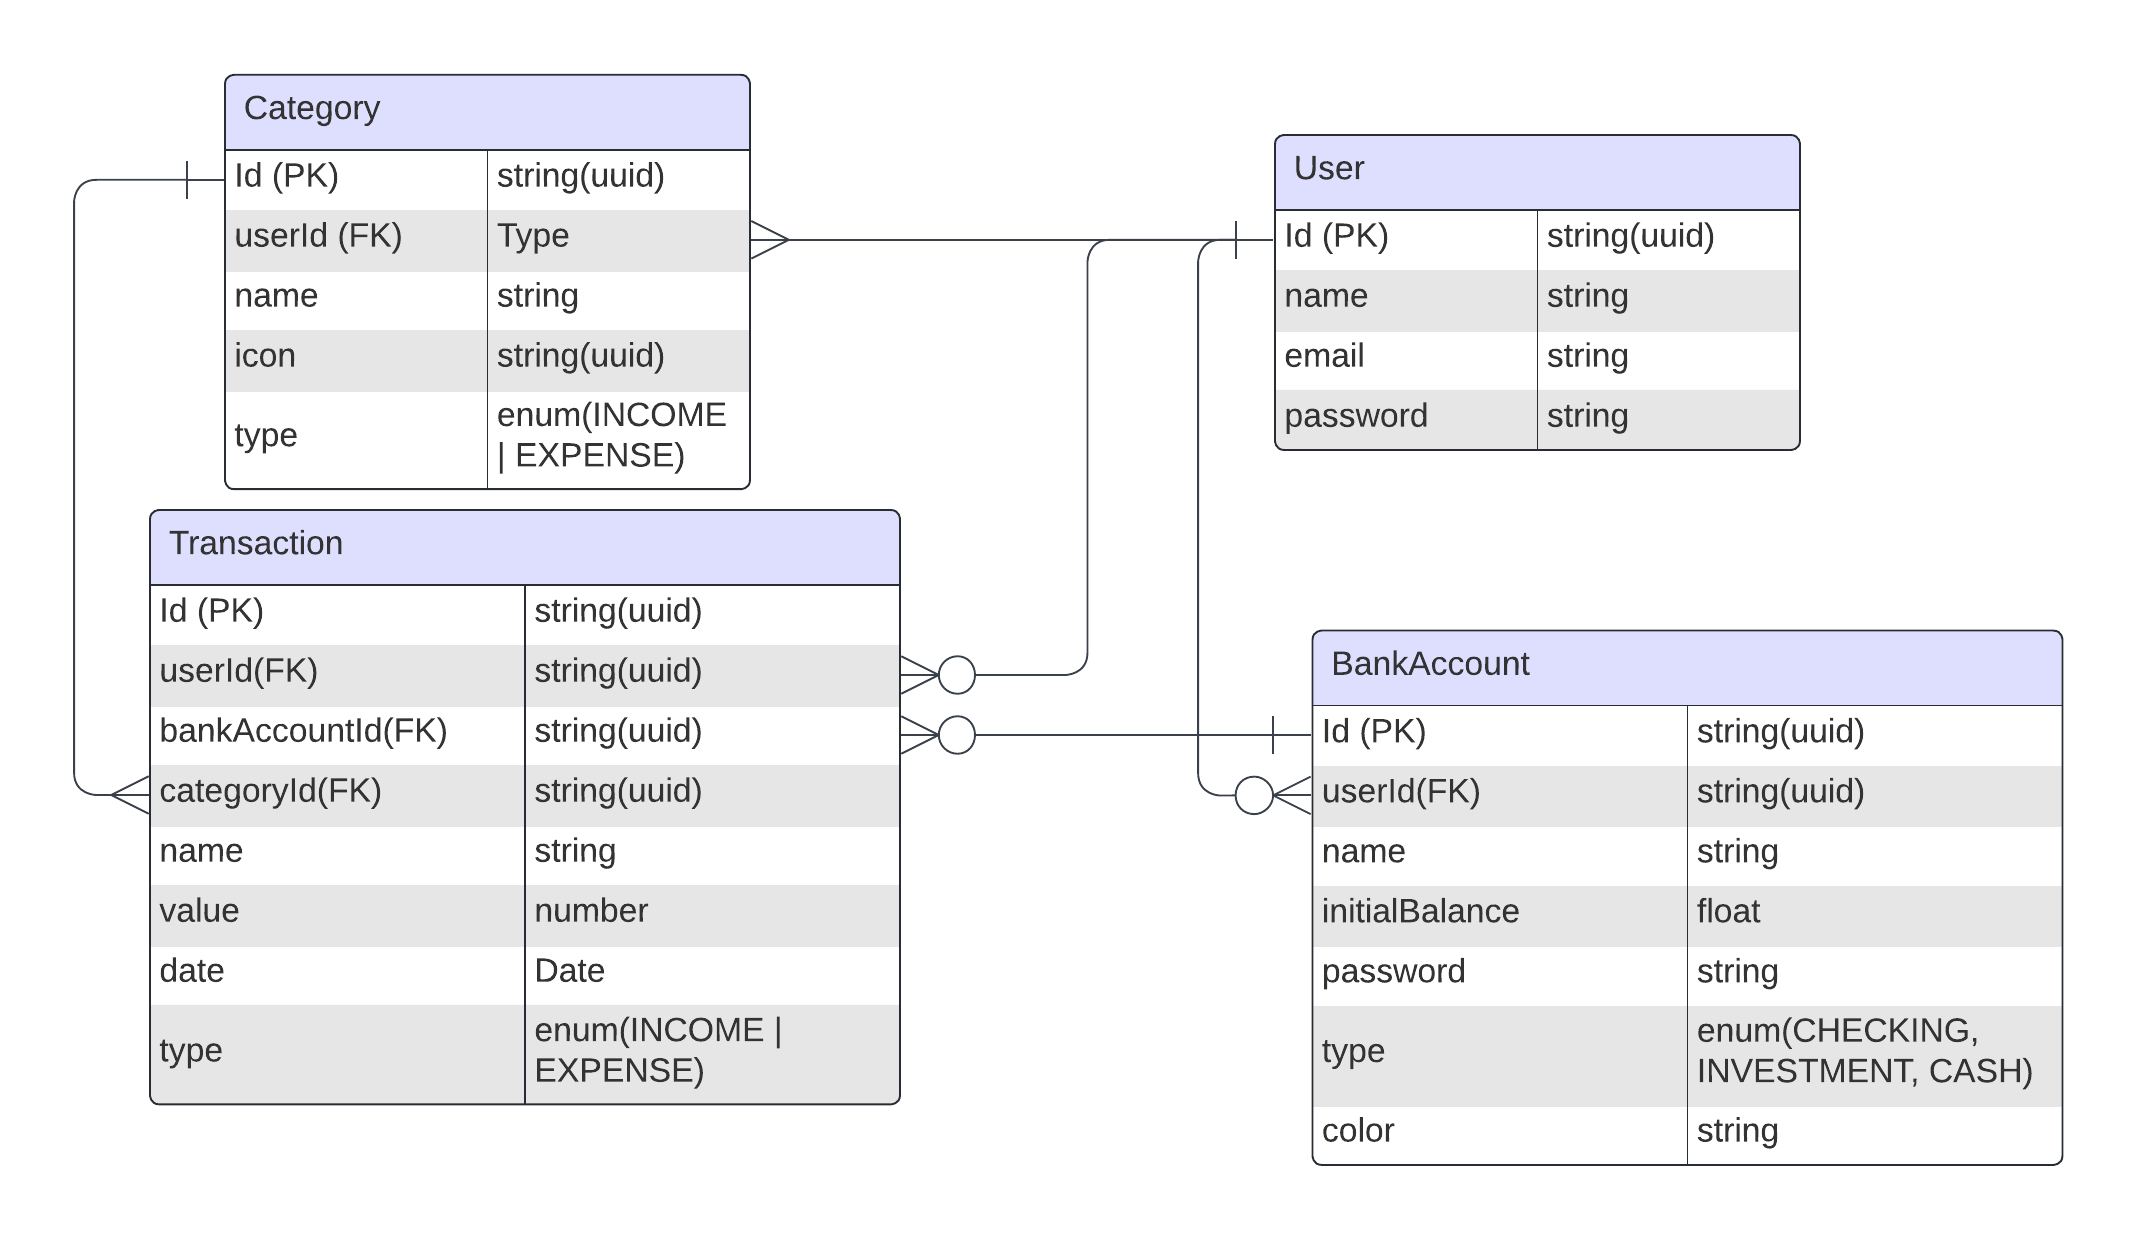 Category
Id (PK) string(uuid)
userId (FK) Type
name string
icon string(uuid)
type enum(INCOME
| EXPENSE)
User
Id (PK) string(uuid)
name string
email string
password string
Transaction
Id (PK) string(uuid)
userId(FK) string(uuid)
bankAccountId(FK) string(uuid)
categoryId(FK) string(uuid)
name string
value number
date Date
type enum(INCOME |
EXPENSE)
BankAccount
Id (PK) string(uuid)
userId(FK) string(uuid)
name string
initialBalance float
password string
type enum(CHECKING,
INVESTMENT, CASH)
color string